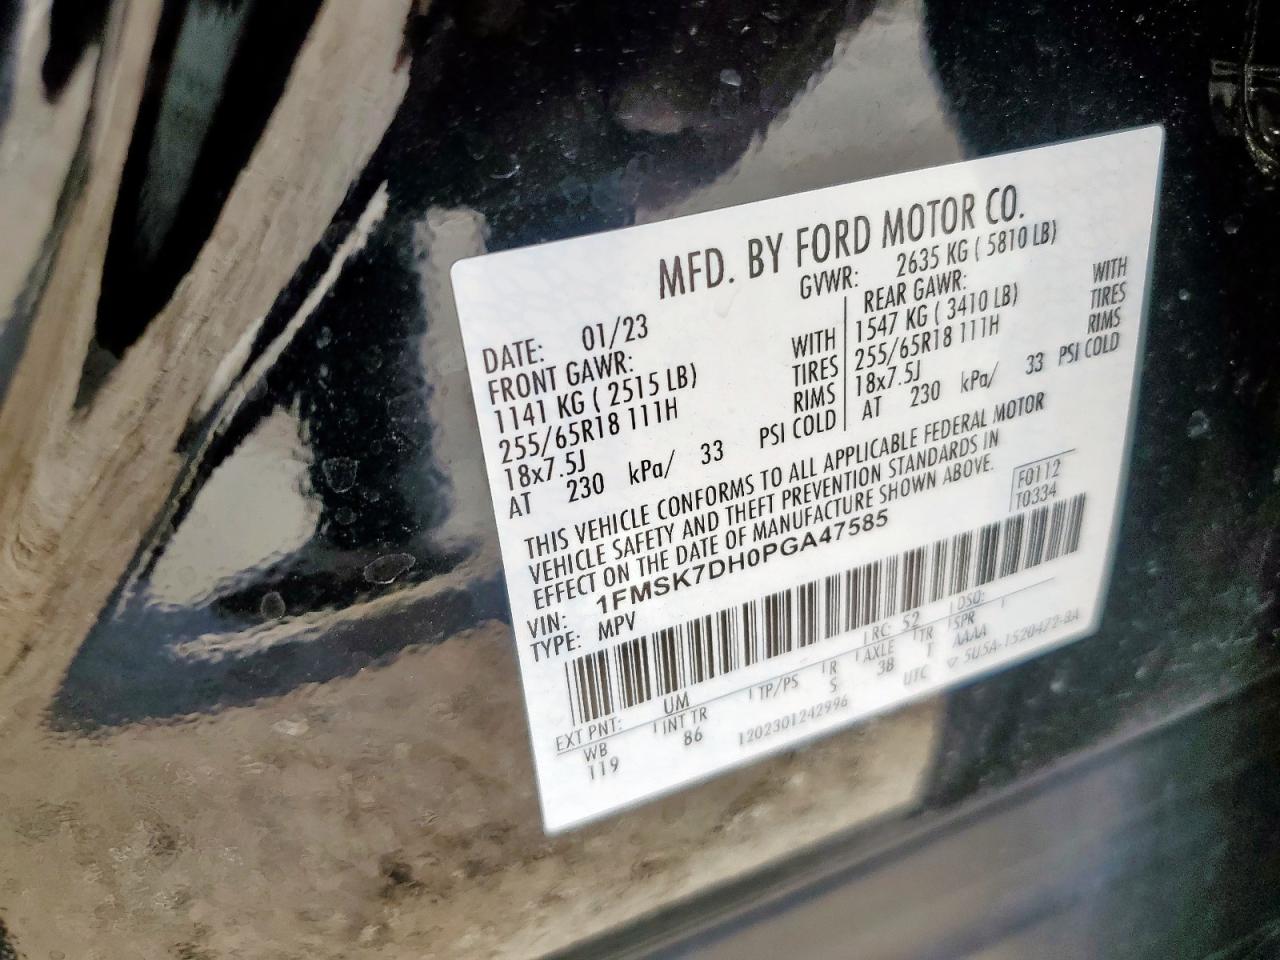 MFD. BY FORD MOTOR CO.
DATE: 01/23 GVWR: 2635 KG ( 5810 LB)
FRONT GAWR: REAR GAWR:
1141 KG ( 2515 LB) WITH 1547 KG ( 3410 LB) WITH
255/65R18 111H TIRES 255/65R18 111H TIRES
18x7.5J RIMS 18x7.5J RIMS
AT 230 kPa/ 33 PSI COLD AT 230 kPa/ 33 PSI COLD
THIS VEHICLE CONFORMS TO ALL APPLICABLE FEDERAL MOTOR
VEHICLE SAFETY AND THEFT PREVENTION STANDARDS IN
EFFECT ON THE DATE OF MANUFACTURE SHOWN ABOVE.
F0112
T0334
VIN: 1FMSK7DH0PGA47585
TYPE: MPV
EXT PNT: UM RC: 52 DSO:
WB INT TR TP/PS R AXLE TR SPR
119 86 S 38 T AAAA
1202301242996 UTC ▽ 5U5A-1520472-BA